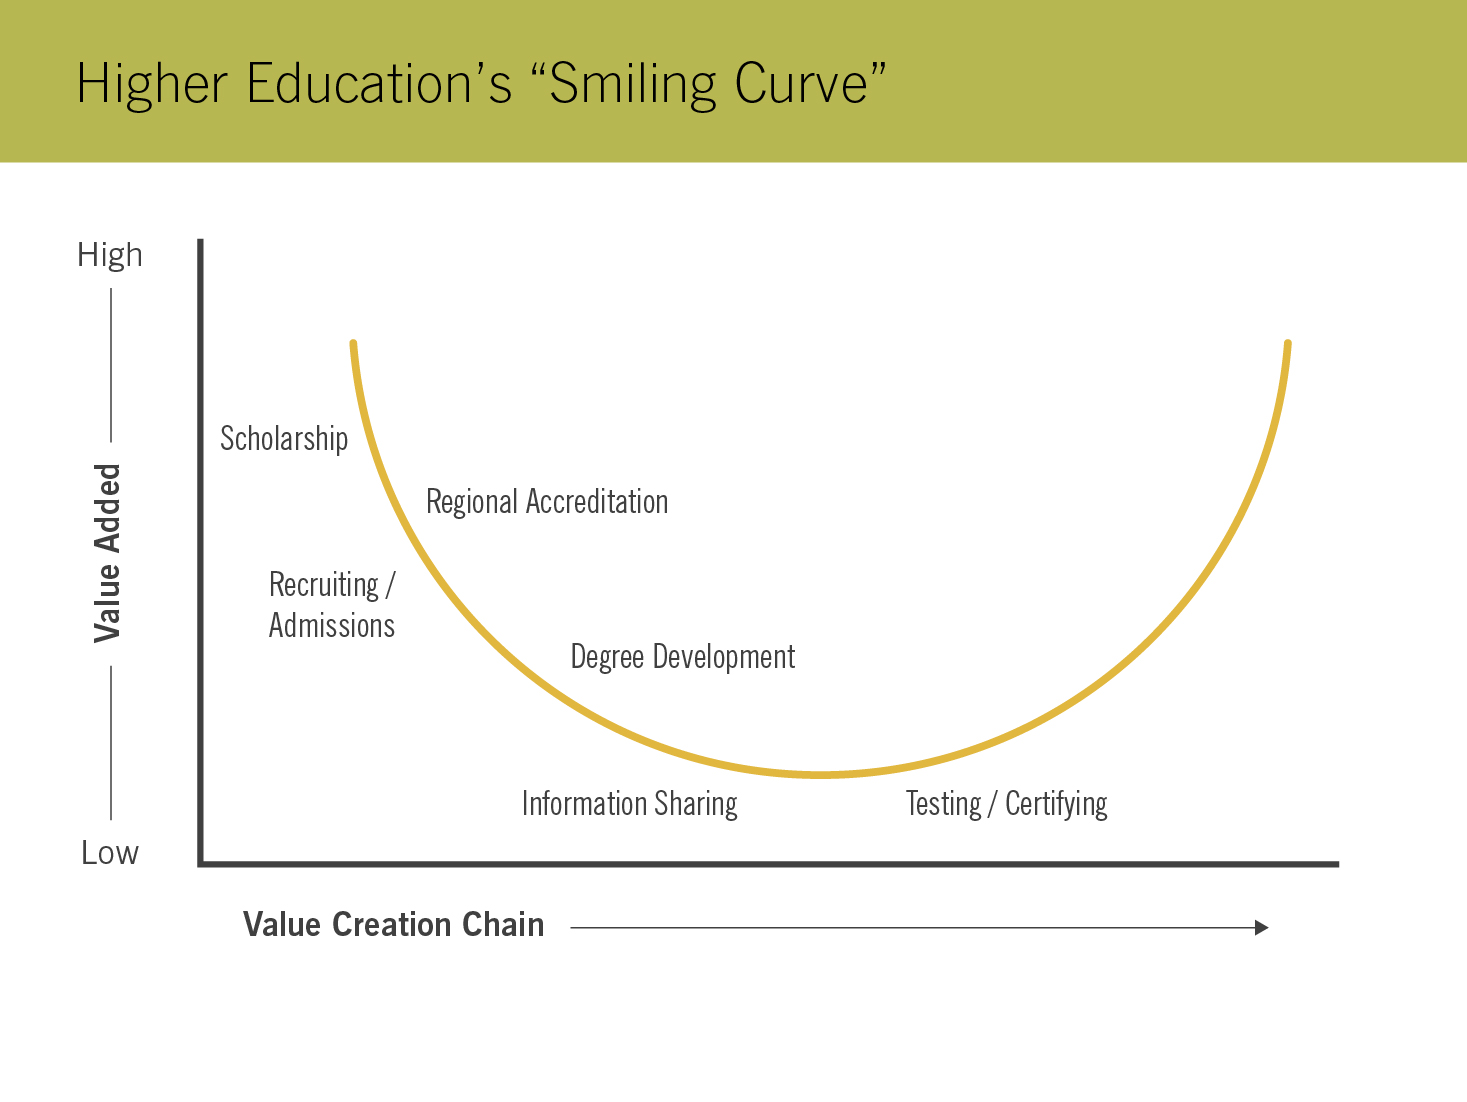 Higher Education’s “Smiling Curve”
High
Value Added
Low
Scholarship
Regional Accreditation
Recruiting /
Admissions
Degree Development
Information Sharing
Testing / Certifying
Value Creation Chain